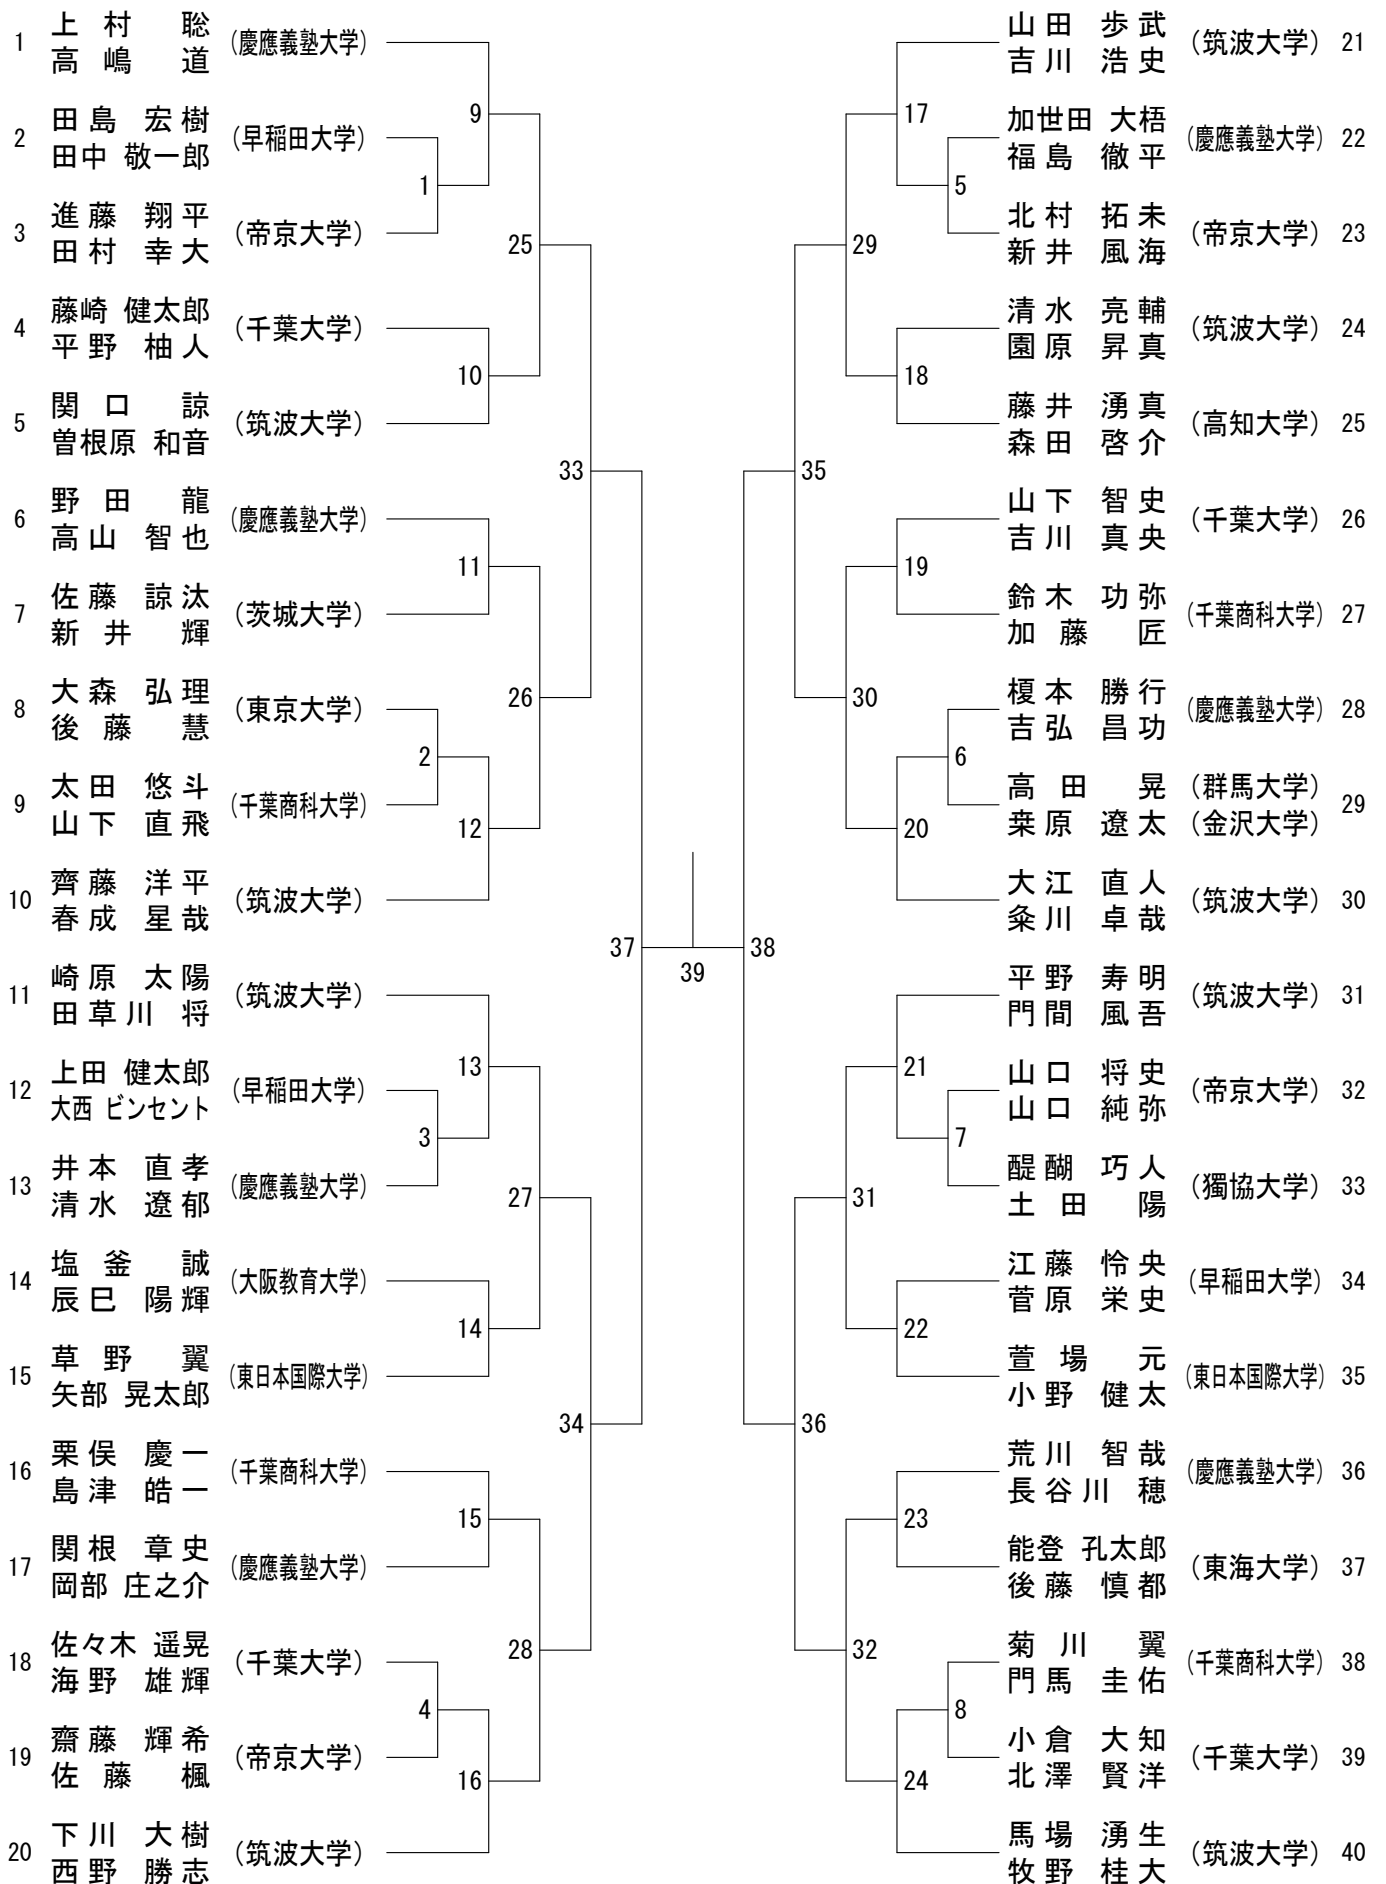 1 上村 聡 高嶋 道 (慶應義塾大学)
2 田島 宏樹 田中 敬一郎 (早稲田大学)
3 進藤 翔平 田村 幸大 (帝京大学)
4 藤崎 健太郎 平野 柚人 (千葉大学)
5 関口 諒 曽根原 和音 (筑波大学)
6 野田 龍 高山 智也 (慶應義塾大学)
7 佐藤 諒汰 新井 輝 (茨城大学)
8 大森 弘理 後藤 慧 (東京大学)
9 太田 悠斗 山下 直飛 (千葉商科大学)
10 齊藤 洋平 春成 星哉 (筑波大学)
11 崎原 太陽 田草川 将 (筑波大学)
12 上田 健太郎 大西 ビンセント (早稲田大学)
13 井本 直孝 清水 遼郁 (慶應義塾大学)
14 塩釜 誠 辰巳 陽輝 (大阪教育大学)
15 草野 翼 矢部 晃太郎 (東日本国際大学)
16 栗俣 慶一 島津 皓一 (千葉商科大学)
17 関根 章史 岡部 庄之介 (慶應義塾大学)
18 佐々木 遥晃 海野 雄輝 (千葉大学)
19 齋藤 輝希 佐藤 楓 (帝京大学)
20 下川 大樹 西野 勝志 (筑波大学)
1
2
3
4
9
10
11
12
13
14
15
16
25
26
27
28
33
34
37
39
38
35
36
29
30
31
32
17
18
19
20
21
22
23
24
5
6
7
8
山田 歩武 吉川 浩史 (筑波大学) 21
加世田 大梧 福島 徹平 (慶應義塾大学) 22
北村 拓未 新井 風海 (帝京大学) 23
清水 亮輔 園原 昇真 (筑波大学) 24
藤井 湧真 森田 啓介 (高知大学) 25
山下 智史 吉川 真央 (千葉大学) 26
鈴木 功弥 加藤 匠 (千葉商科大学) 27
榎本 勝行 吉弘 昌功 (慶應義塾大学) 28
高田 晃 (群馬大学) 桒原 遼太 (金沢大学) 29
大江 直人 粂川 卓哉 (筑波大学) 30
平野 寿明 門間 風吾 (筑波大学) 31
山口 将史 山口 純弥 (帝京大学) 32
醍醐 巧人 土田 陽 (獨協大学) 33
江藤 怜央 菅原 栄史 (早稲田大学) 34
萱場 元 小野 健太 (東日本国際大学) 35
荒川 智哉 長谷川 穂 (慶應義塾大学) 36
能登 孔太郎 後藤 慎都 (東海大学) 37
菊川 翼 門馬 圭佑 (千葉商科大学) 38
小倉 大知 北澤 賢洋 (千葉大学) 39
馬場 湧生 牧野 桂大 (筑波大学) 40